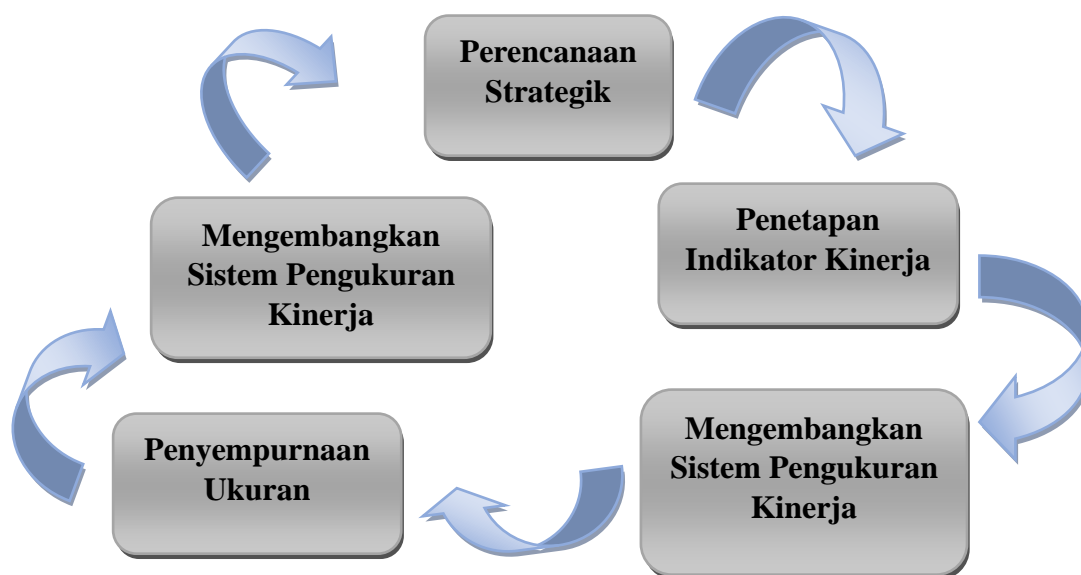 Perencanaan
Strategik
Penetapan
Indikator Kinerja
Mengembangkan
Sistem Pengukuran
Kinerja
Penyempurnaan
Ukuran
Mengembangkan
Sistem Pengukuran
Kinerja